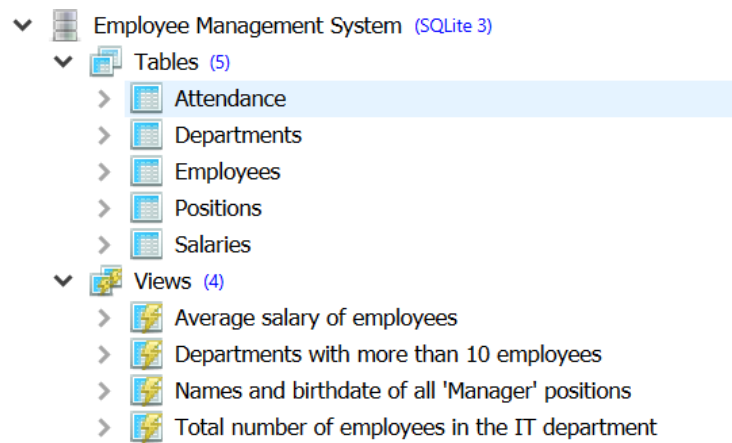 Employee Management System (SQLite 3)
Tables (5)
Attendance
Departments
Employees
Positions
Salaries
Views (4)
Average salary of employees
Departments with more than 10 employees
Names and birthdate of all 'Manager' positions
Total number of employees in the IT department